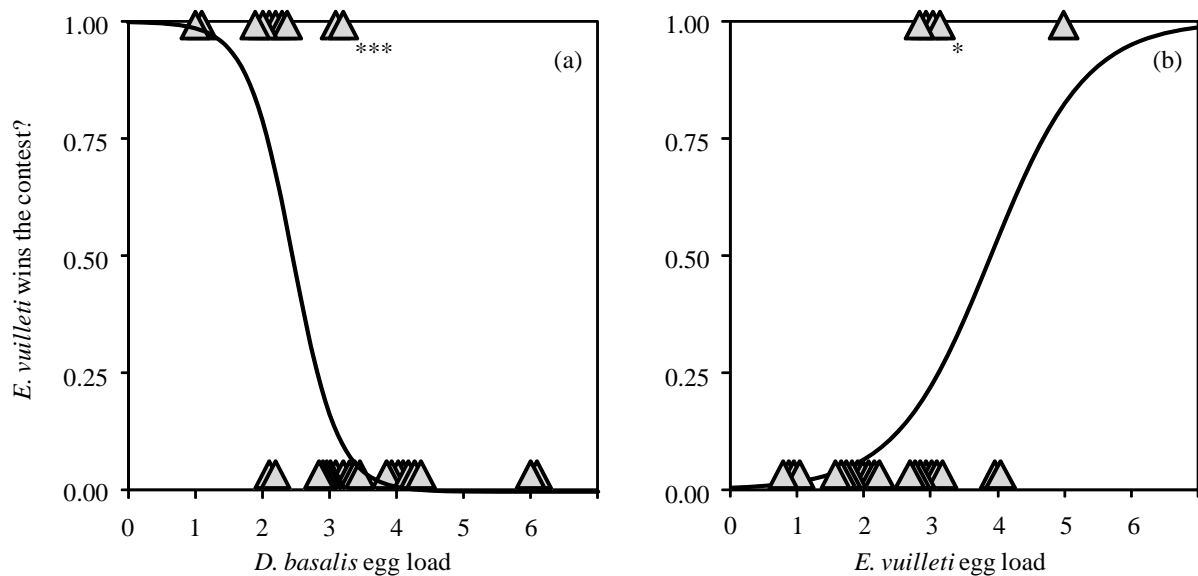 1.00
0.75
0.50
0.25
0.00
E. vuilleti wins the contest?
***
(a)
0 1 2 3 4 5 6
D. basalis egg load
1.00
0.75
0.50
0.25
0.00
*
(b)
0 1 2 3 4 5 6
E. vuilleti egg load